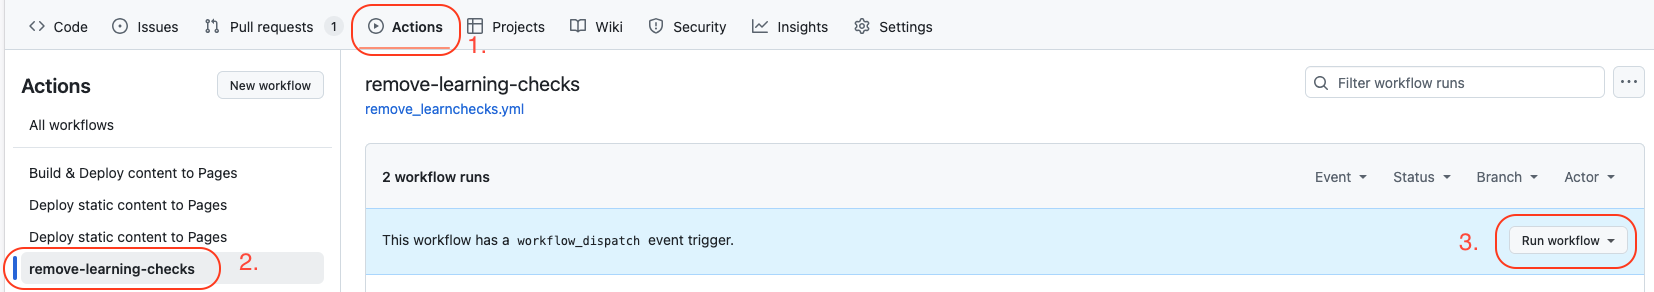 Code Issues Pull requests 1 Actions Projects Wiki Security Insights Settings
1.
Actions New workflow
All workflows
Build & Deploy content to Pages
Deploy static content to Pages
Deploy static content to Pages
remove-learning-checks
2.
remove-learning-checks
remove_learnchecks.yml
Filter workflow runs
2 workflow runs
Event Status Branch Actor
This workflow has a workflow_dispatch event trigger.
3.
Run workflow